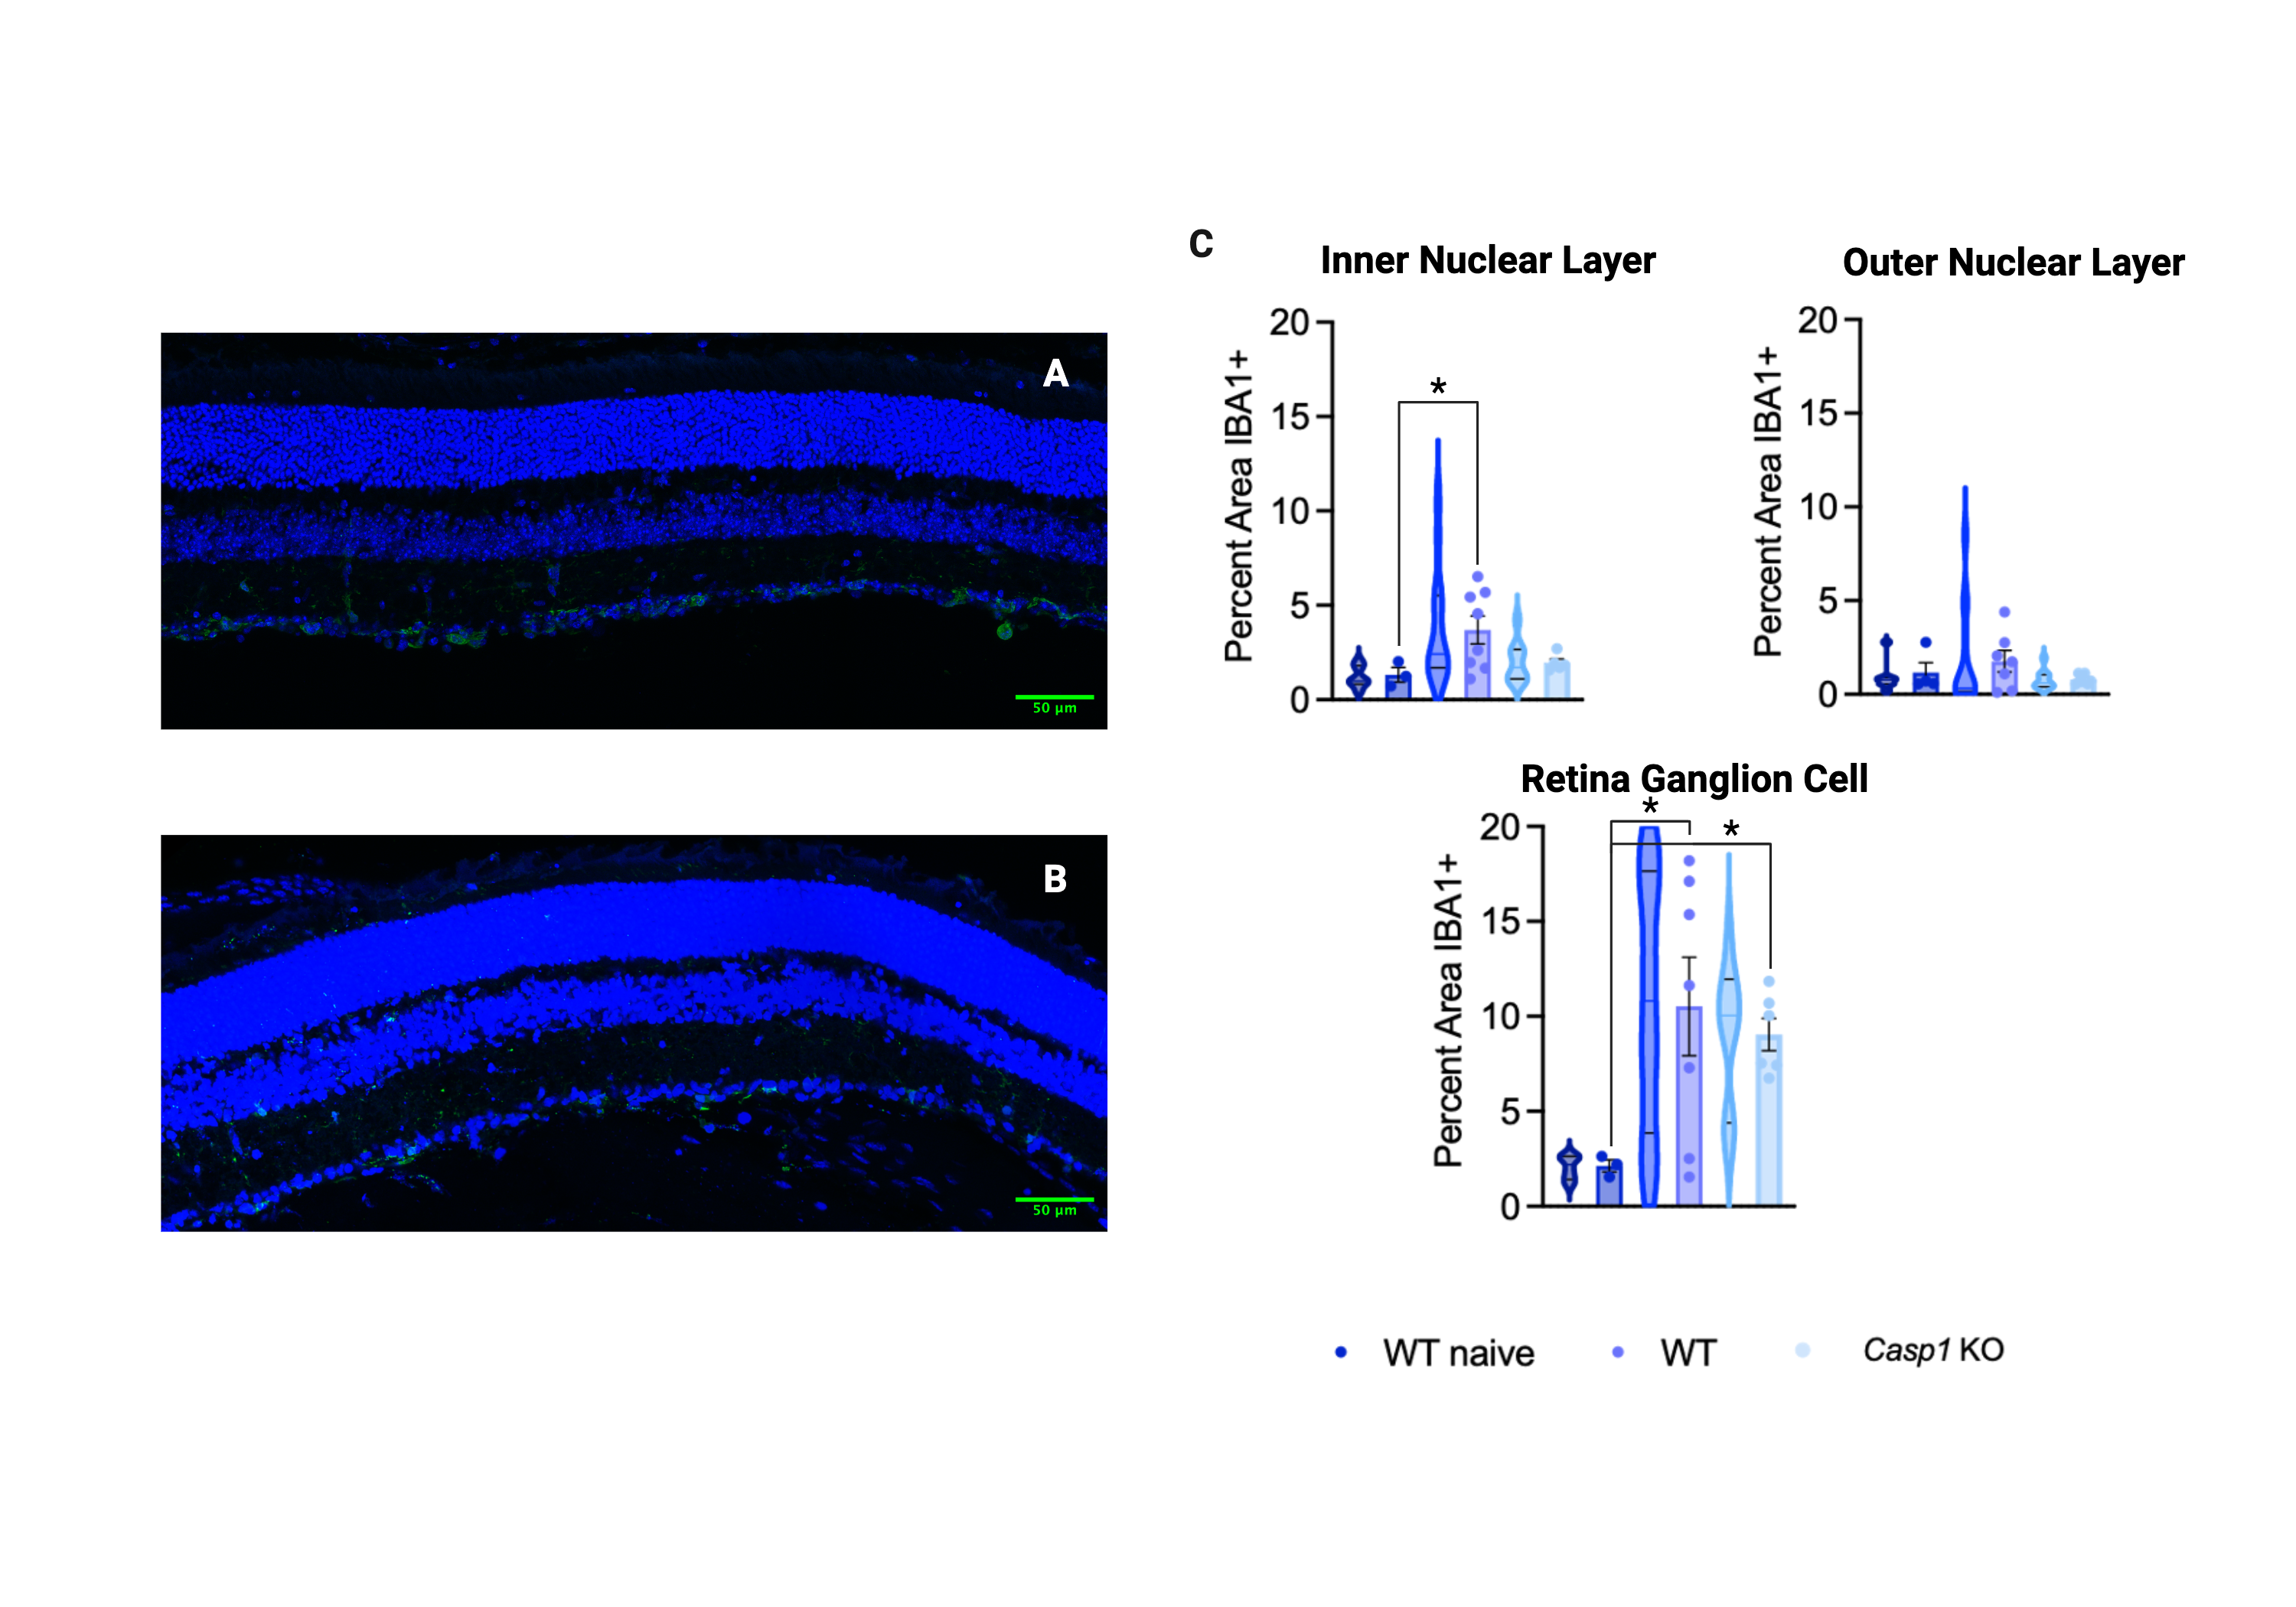 A
50 µm
B
50 µm
C
Inner Nuclear Layer
Percent Area IBA1+
20
15
10
5
0
*
Outer Nuclear Layer
Percent Area IBA1+
20
15
10
5
0
Retina Ganglion Cell
Percent Area IBA1+
20
15
10
5
0
*
*
WT naive
WT
Casp1 KO